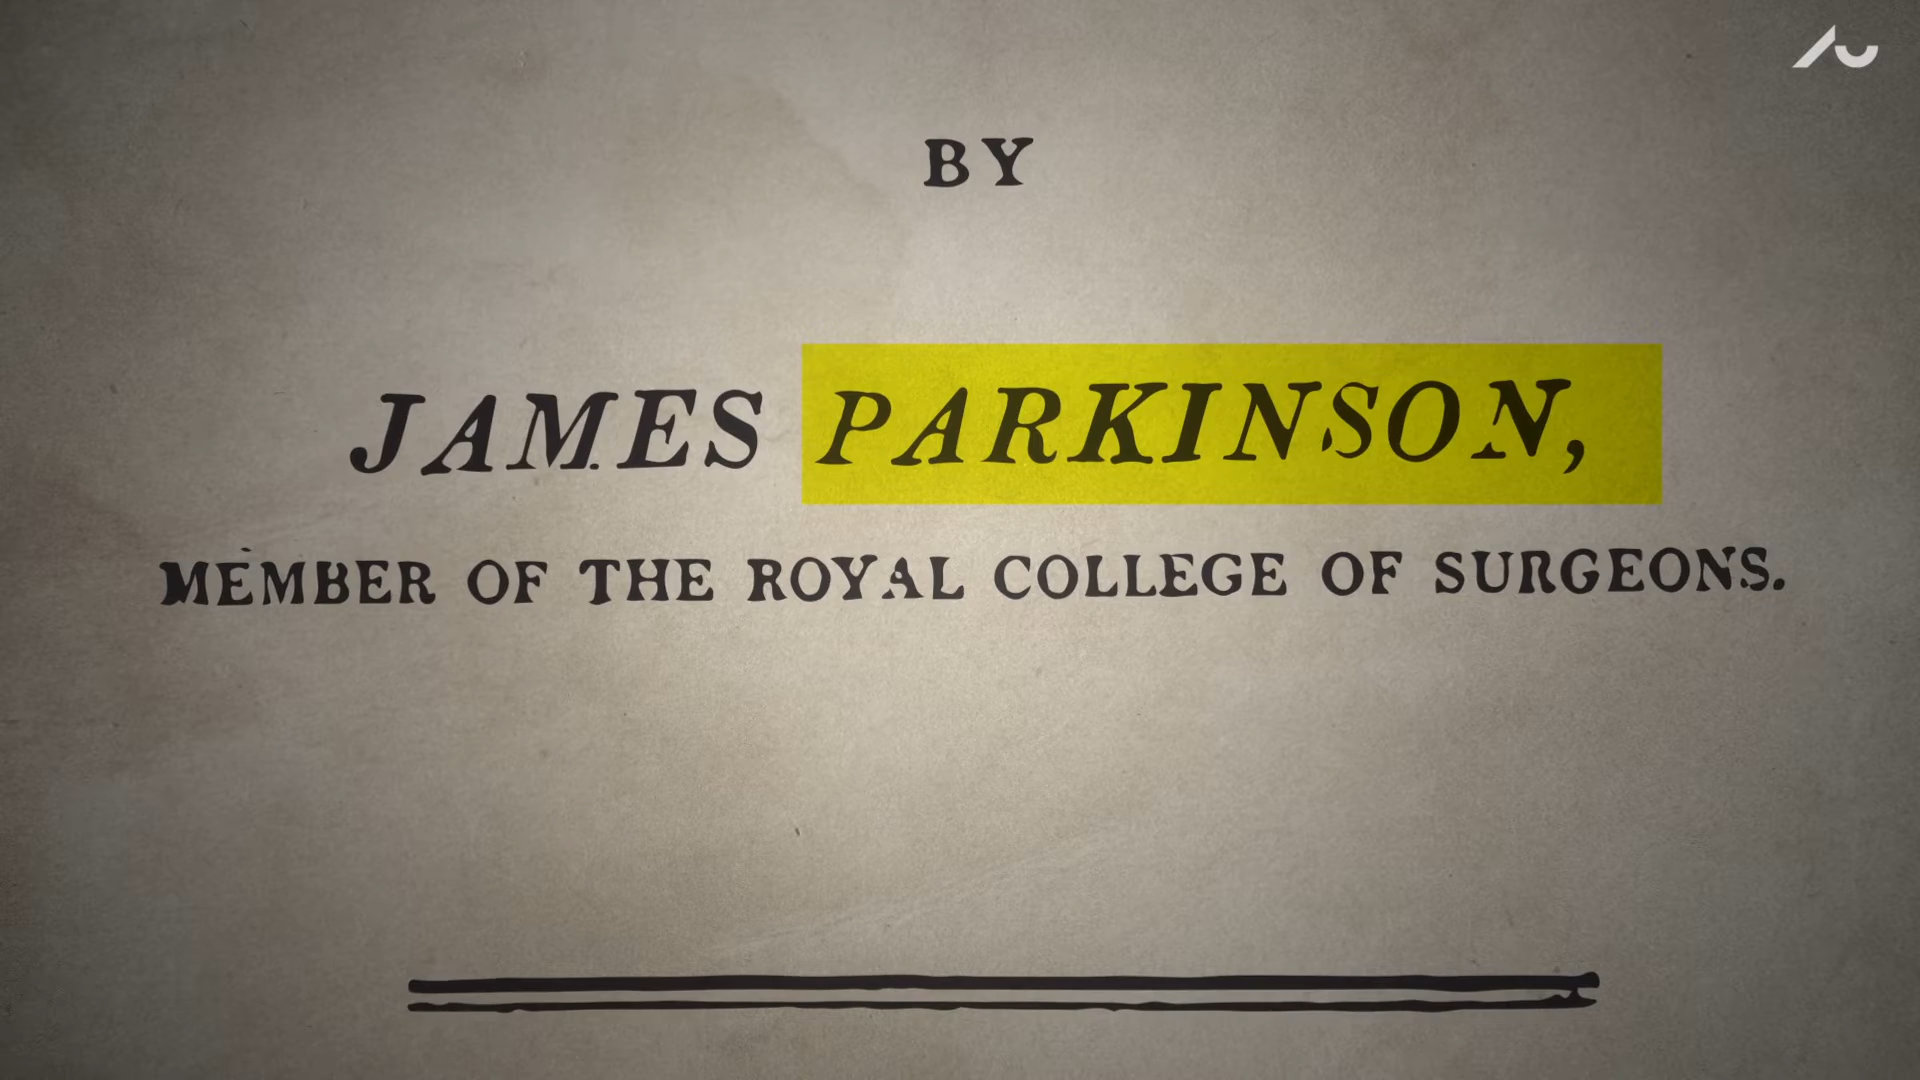 BY
JAMES PARKINSON,
MEMBER OF THE ROYAL COLLEGE OF SURGEONS.